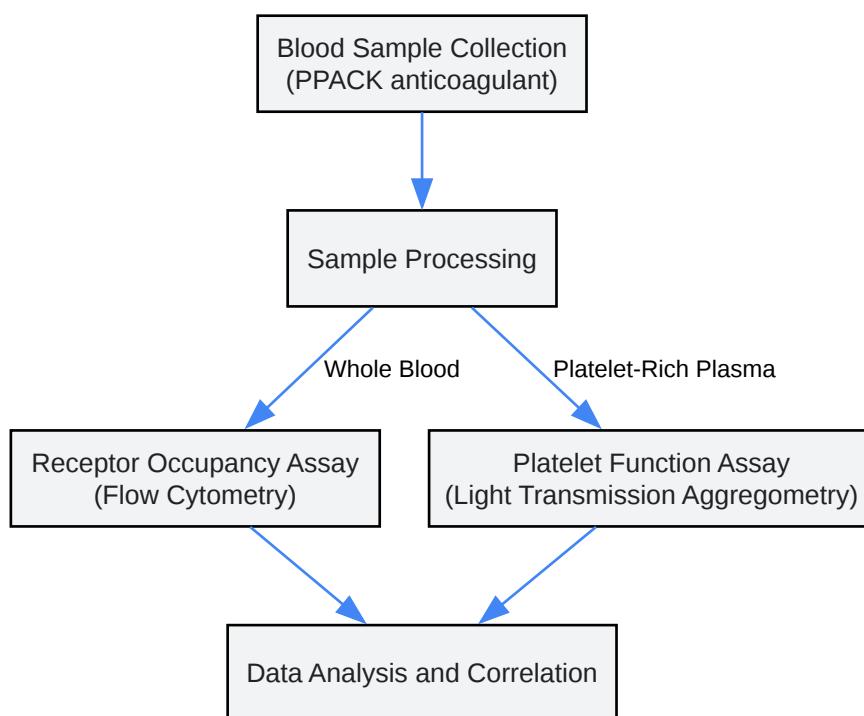 Blood Sample Collection
(PPACK anticoagulant)
Sample Processing
Whole Blood
Platelet-Rich Plasma
Receptor Occupancy Assay
(Flow Cytometry)
Platelet Function Assay
(Light Transmission Aggregometry)
Data Analysis and Correlation